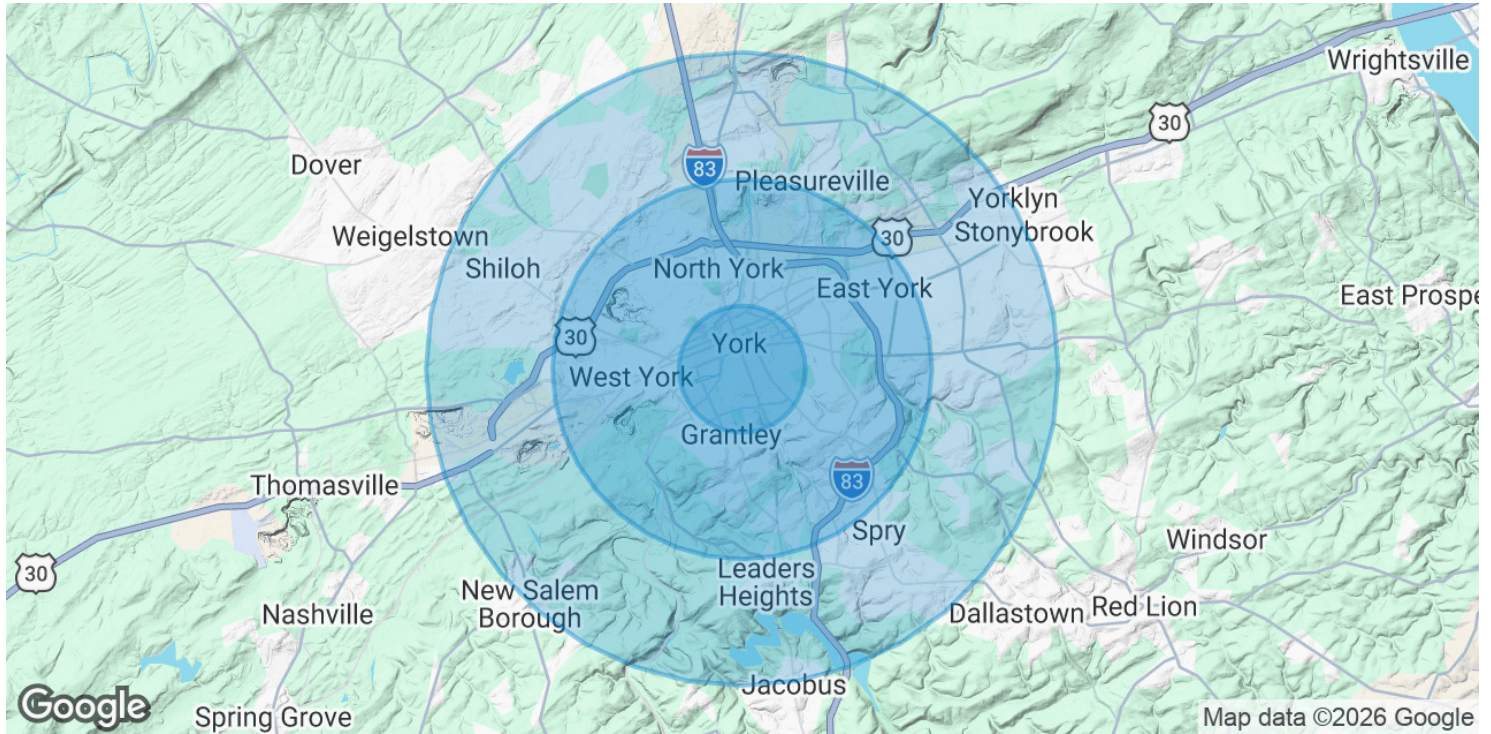 Wrightsville
30
Dover
83
Pleasureville
Yorklyn
Weigelstown
30
Stonybrook
Shiloh
North York
East York
East Prospe
30
York
West York
Grantley
83
Thomasville
Spry
Windsor
30
Leaders
Heights
New Salem
Borough
Nashville
Dallastown
Red Lion
Jacobus
Google
Spring Grove
Map data ©2026 Google